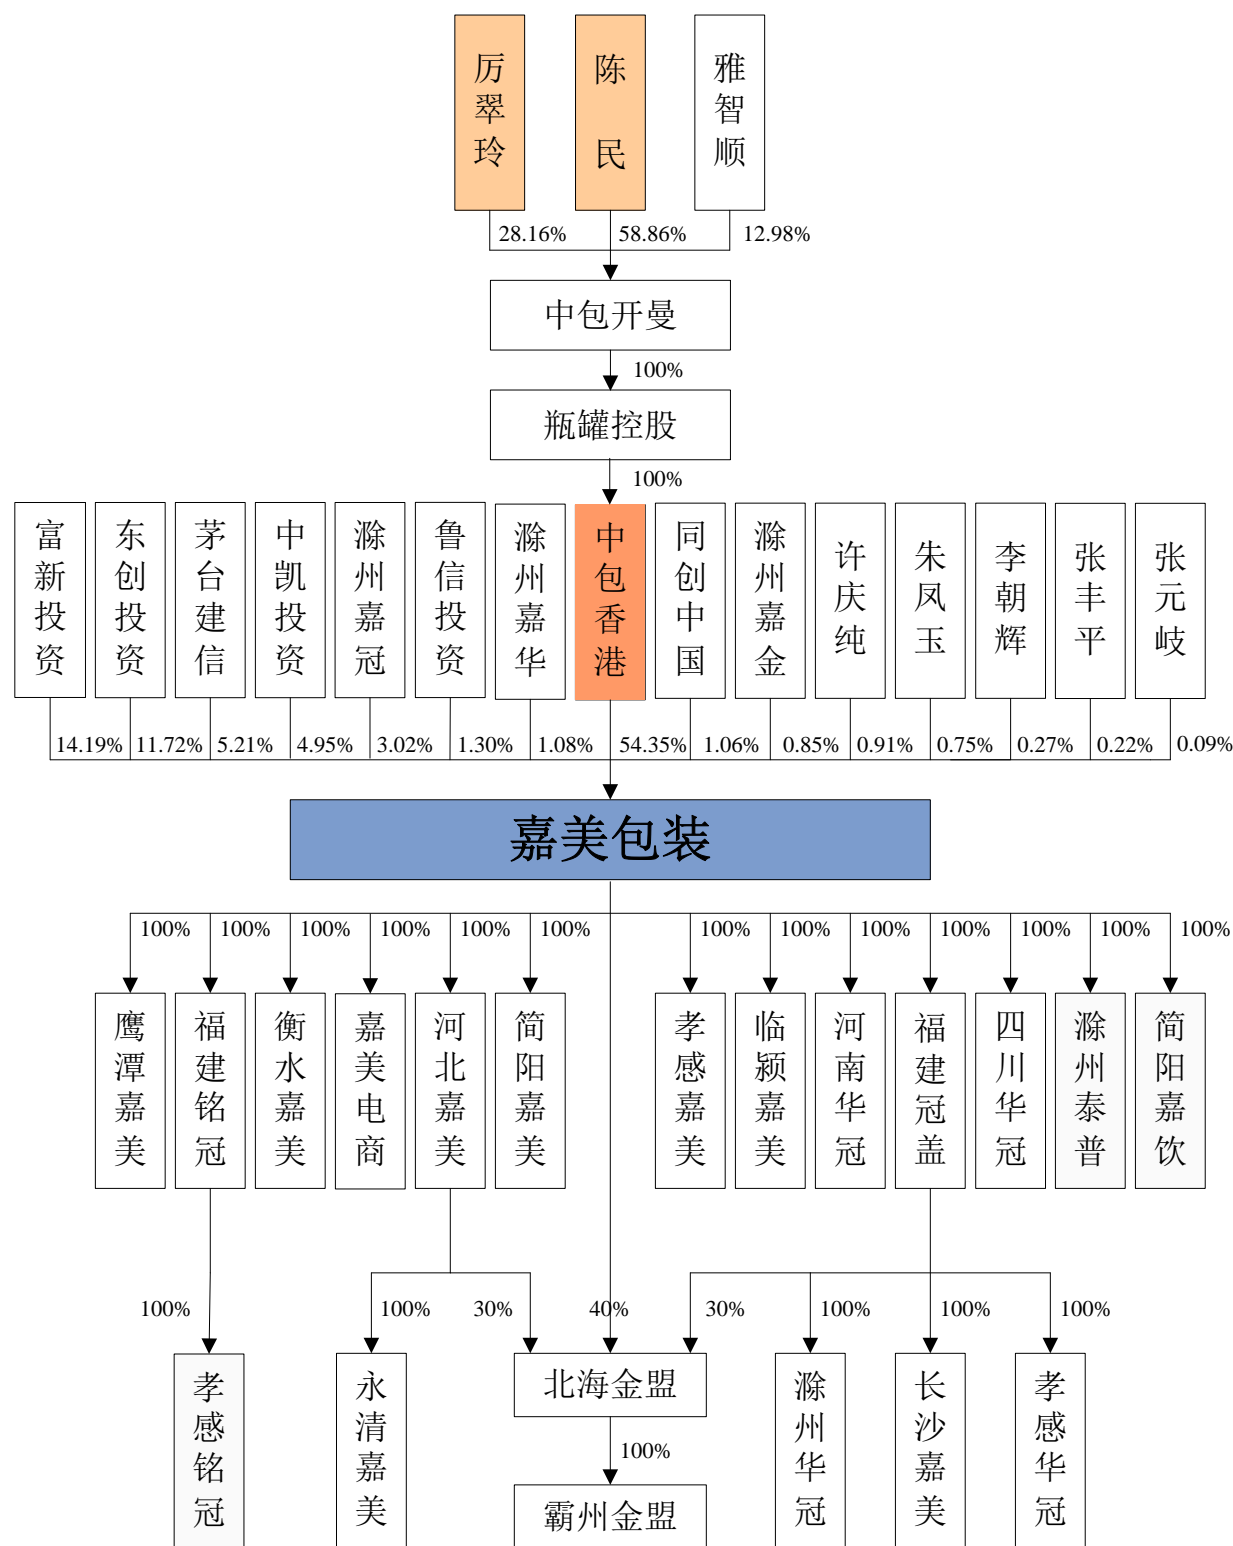 厉翠玲
陈民
雅智顺
28.16%
58.86%
12.98%
中包开曼
100%
瓶罐控股
100%
富新投资
东创投资
茅台建信
中凯投资
滁州嘉冠
鲁信投资
滁州嘉华
中包香港
同创中国
滁州嘉金
许庆纯
朱凤玉
李朝辉
张丰平
张元岐
14.19%
11.72%
5.21%
4.95%
3.02%
1.30%
1.08%
54.35%
1.06%
0.85%
0.91%
0.75%
0.27%
0.22%
0.09%
嘉美包装
100%
100%
100%
100%
100%
100%
100%
100%
100%
100%
100%
100%
100%
鹰潭嘉美
福建铭冠
衡水嘉美
嘉美电商
河北嘉美
简阳嘉美
孝感嘉美
临颍嘉美
河南华冠
福建冠盖
四川华冠
滁州泰普
简阳嘉饮
100%
100%
30%
40%
30%
100%
100%
100%
孝感铭冠
永清嘉美
北海金盟
滁州华冠
长沙嘉美
孝感华冠
100%
霸州金盟